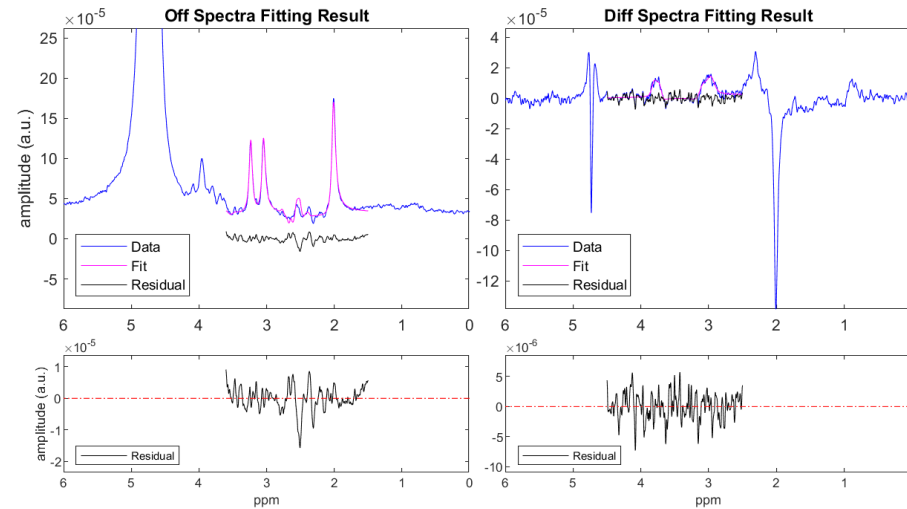 Off Spectra Fitting Result
×10-5
25
20
15
10
5
0
-5
amplitude (a.u.)
Data
Fit
Residual
6 5 4 3 2 1 0
Diff Spectra Fitting Result
×10-5
4
2
0
-2
-4
-6
-8
-10
-12
Data
Fit
Residual
6 5 4 3 2 1
×10-5
1
0
-1
-2
amplitude (a.u.)
Residual
6 5 4 3 2 1 0
ppm
×10-6
5
0
-5
-10
Residual
6 5 4 3 2 1
ppm